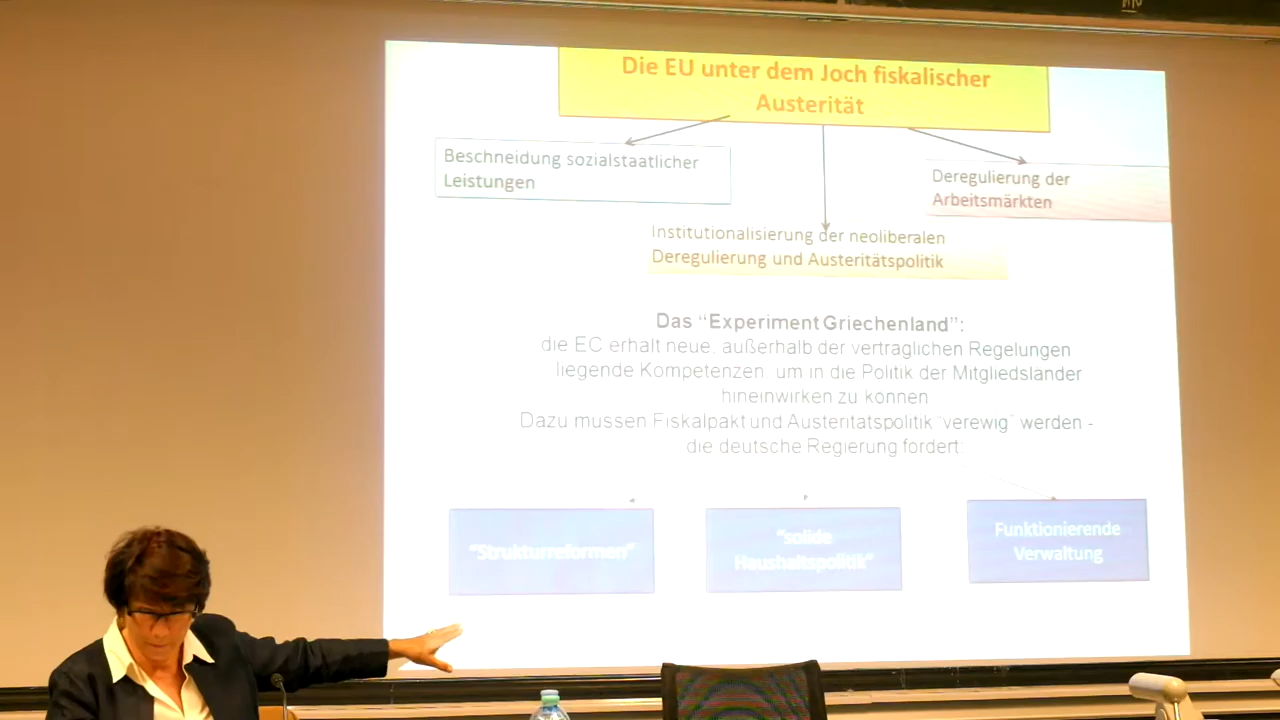 Die EU unter dem Joch fiskalischer
Austerität
Beschneidung sozialstaatlicher
Leistungen
Deregulierung der
Arbeitsmärkten
Institutionalisierung der neoliberalen
Deregulierung und Austeritätspolitik
Das “Experiment Griechenland”:
die EC erhält neue, außerhalb der vertraglichen Regelungen
liegende Kompetenzen, um in die Politik der Mitgliedsländer
hineinwirken zu können
Dazu müssen Fiskalpakt und Austeritätspolitik “verewig” werden -
die deutsche Regierung fordert:
“Strukturreformen”
“solide
Haushaltspolitik”
Funktionierende
Verwaltung